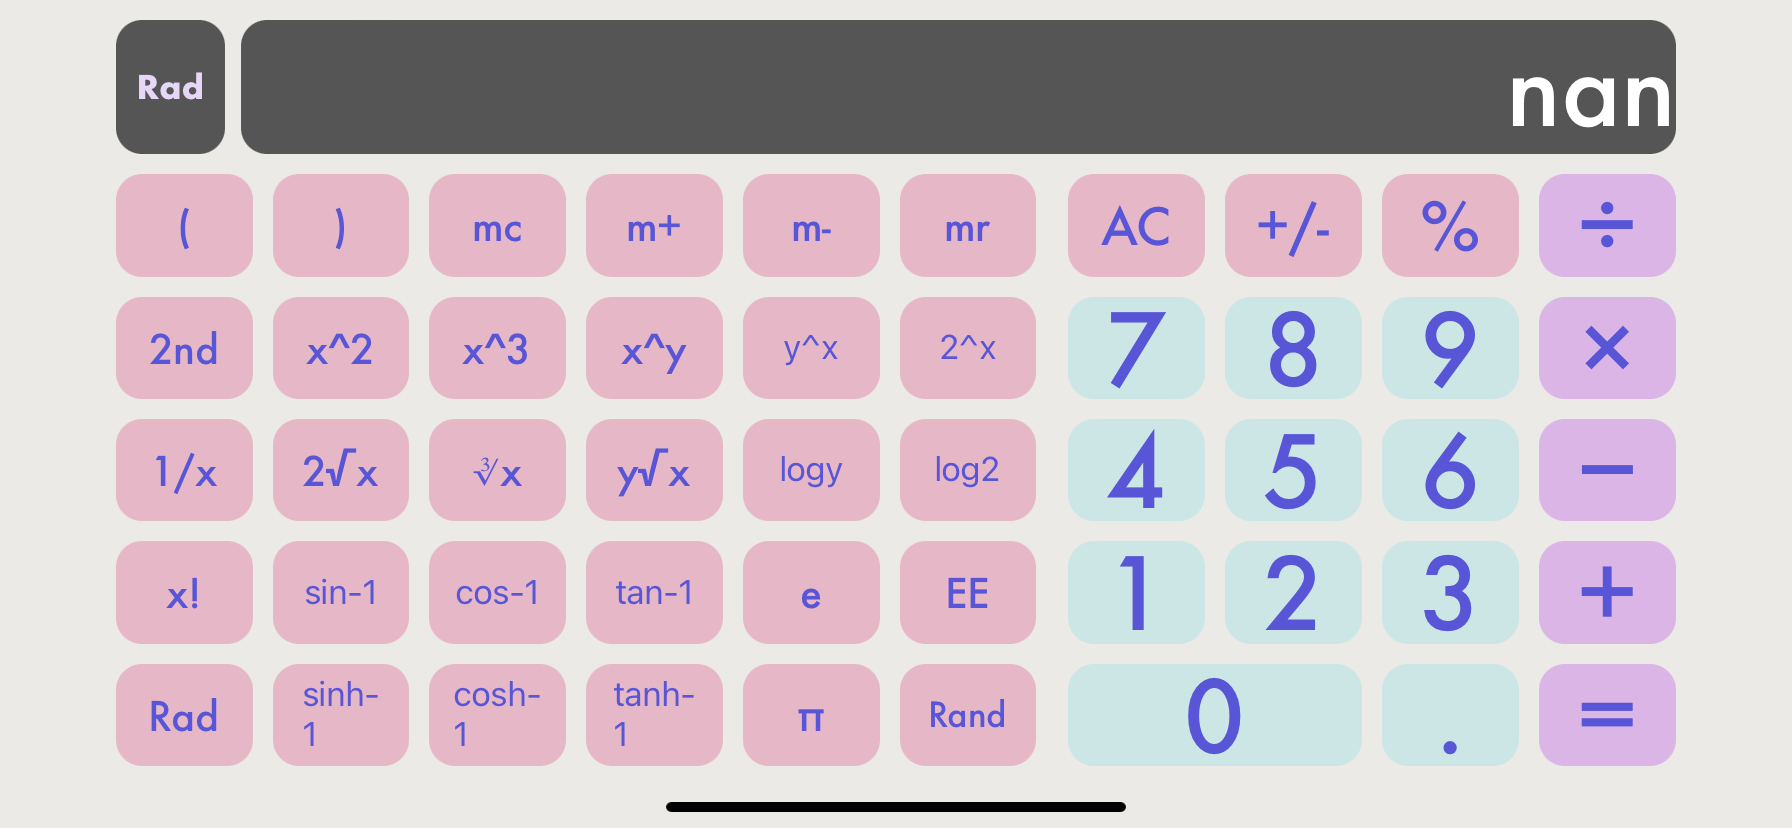 Rad nan
( ) mc m+ m- mr AC +/- % ÷
2nd x^2 x^3 x^y y^x 2^x 7 8 9 ×
1/x 2√x ∛x y√x logy log2 4 5 6 −
x! sin-1 cos-1 tan-1 e EE 1 2 3 +
Rad sinh-1 cosh-1 tanh-1 π Rand 0 . =